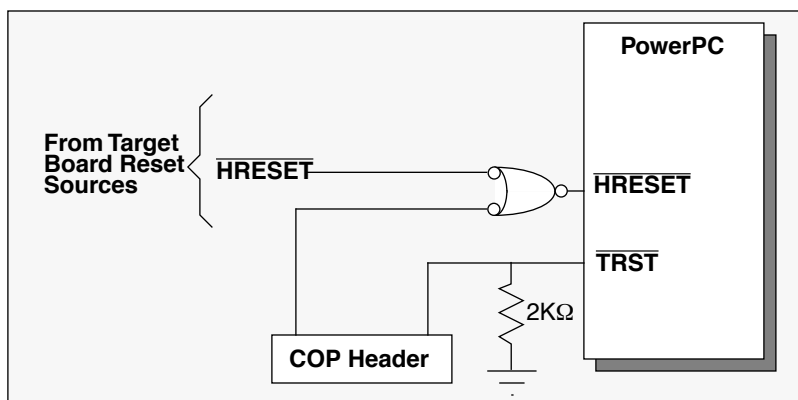 PowerPC
From Target
Board Reset
Sources
HRESET
HRESET
TRST
2KΩ
COP Header